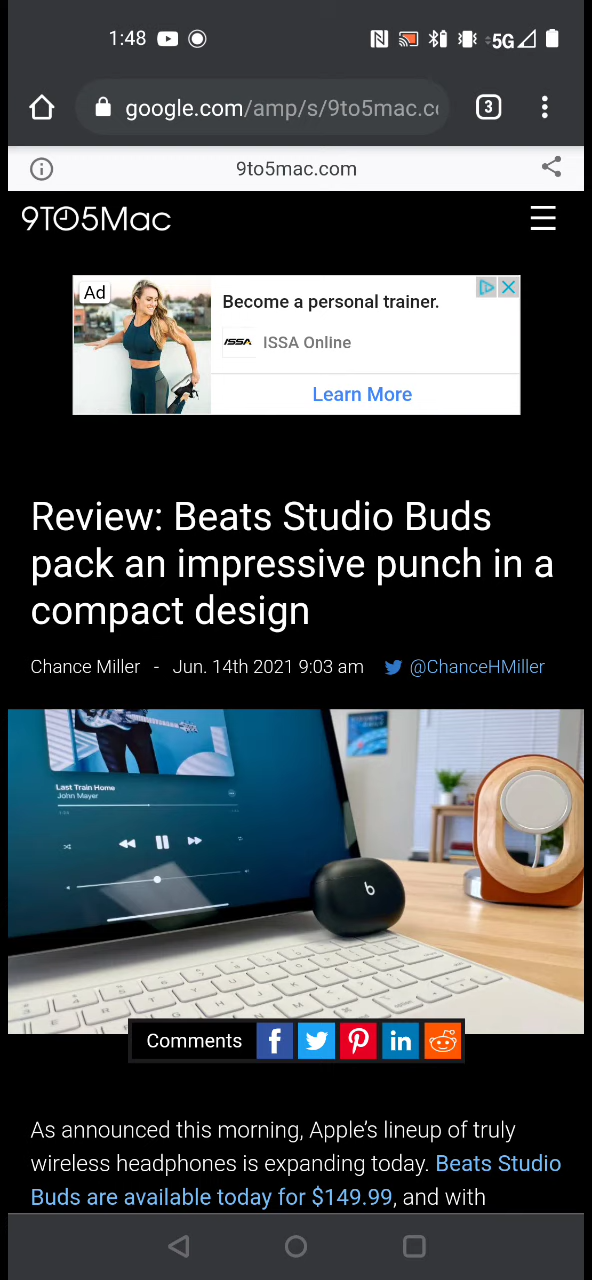 1:48
5G
google.com/amp/s/9to5mac.c
3
9to5mac.com
9TO5Mac
Ad
Become a personal trainer.
ISSA
ISSA Online
Learn More
Review: Beats Studio Buds
pack an impressive punch in a
compact design
Chance Miller - Jun. 14th 2021 9:03 am @ChanceHMiller
Last Train Home
John Mayer
b
Comments
As announced this morning, Apple’s lineup of truly
wireless headphones is expanding today. Beats Studio
Buds are available today for $149.99, and with